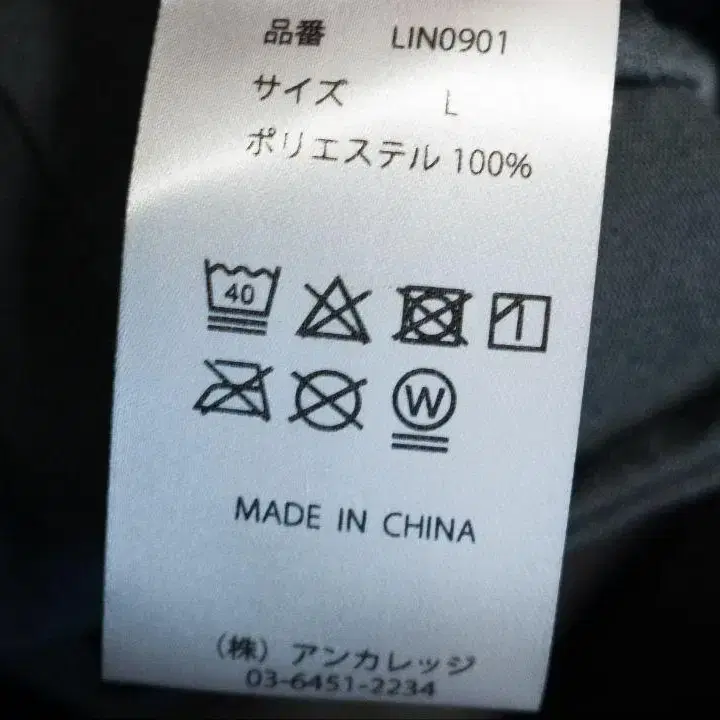 品番 LIN0901
サイズ L
ポリエステル 100%
40
W
MADE IN CHINA
（株）アンカレッジ
03-6451-2234